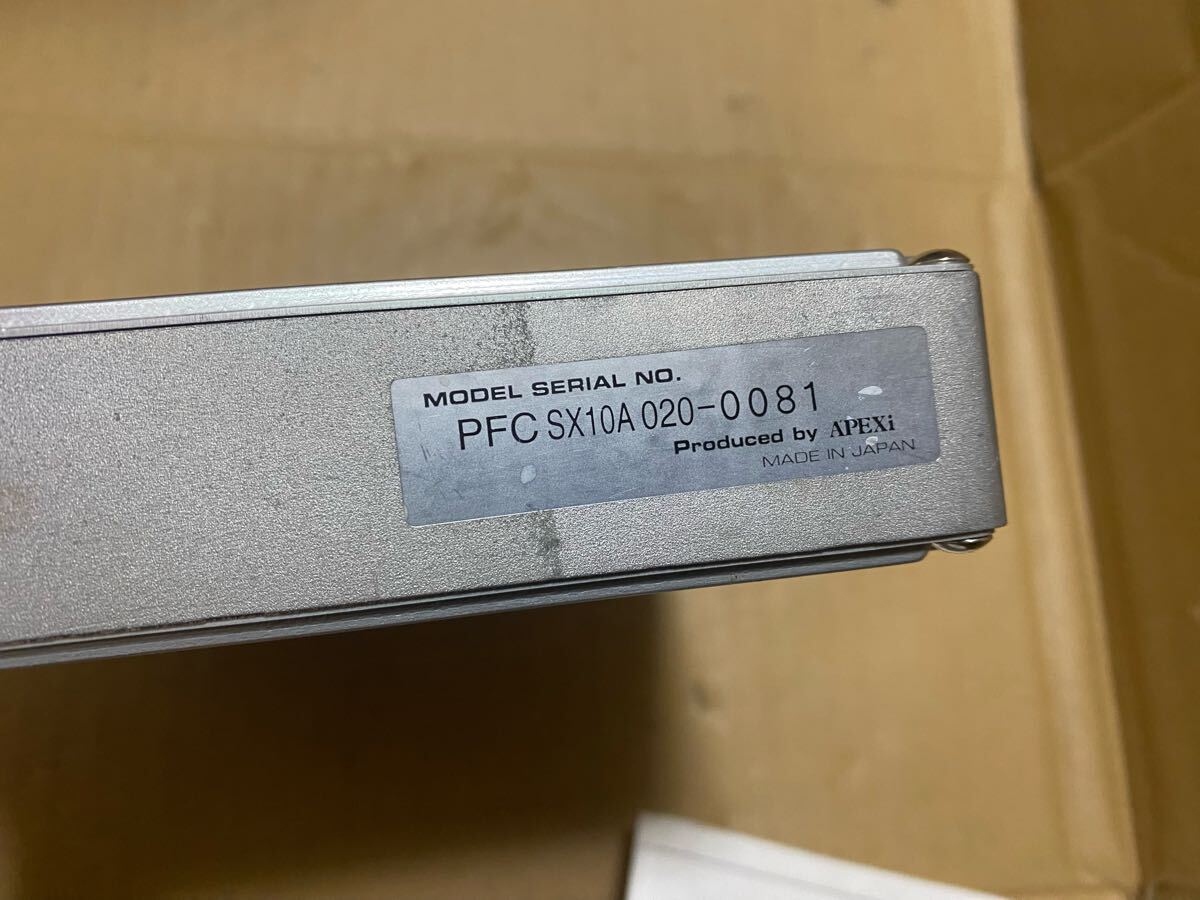 MODEL SERIAL NO.
PFC SX10A 020-0081
Produced by APEXi
MADE IN JAPAN